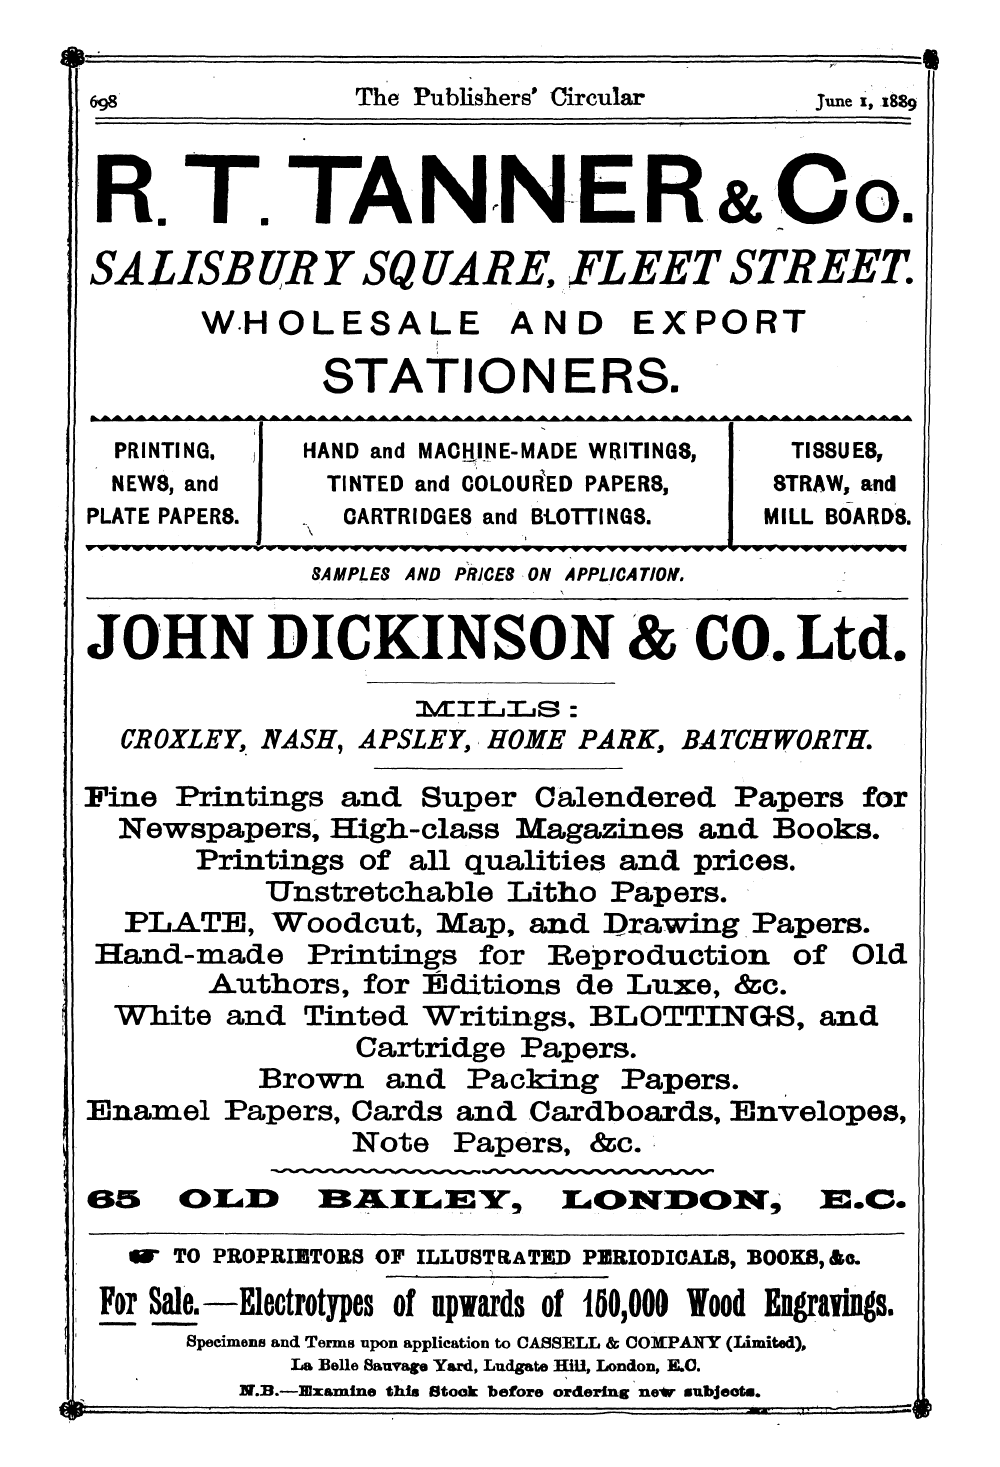 698 The Publishers' Circular June 1, 1889
R. T. TANNER & Co.
SALISBURY SQUARE, FLEET STREET.
WHOLESALE AND EXPORT
STATIONERS.
PRINTING,
NEWS, and
PLATE PAPERS.
HAND and MACHINE-MADE WRITINGS,
TINTED and COLOURED PAPERS,
CARTRIDGES and BLOTTINGS.
TISSUES,
STRAW, and
MILL BOARDS.
SAMPLES AND PRICES ON APPLICATION.
JOHN DICKINSON & CO. Ltd.
MILLS:
CROXLEY, NASH, APSLEY, HOME PARK, BATCHWORTH.
Fine Printings and Super Calendered Papers for
Newspapers, High-class Magazines and Books.
Printings of all qualities and prices.
Unstretchable Litho Papers.
PLATE, Woodcut, Map, and Drawing Papers.
Hand-made Printings for Reproduction of Old
Authors, for Editions de Luxe, &c.
White and Tinted Writings, BLOTTINGS, and
Cartridge Papers.
Brown and Packing Papers.
Enamel Papers, Cards and Cardboards, Envelopes,
Note Papers, &c.
65 OLD BAILEY, LONDON, E.C.
☛ TO PROPRIETORS OF ILLUSTRATED PERIODICALS, BOOKS, &c.
For Sale.—Electrotypes of upwards of 150,000 Wood Engravings.
Specimens and Terms upon application to CASSELL & COMPANY (Limited),
La Belle Sauvage Yard, Ludgate Hill, London, E.C.
N.B.—Examine this Stock before ordering new subjects.